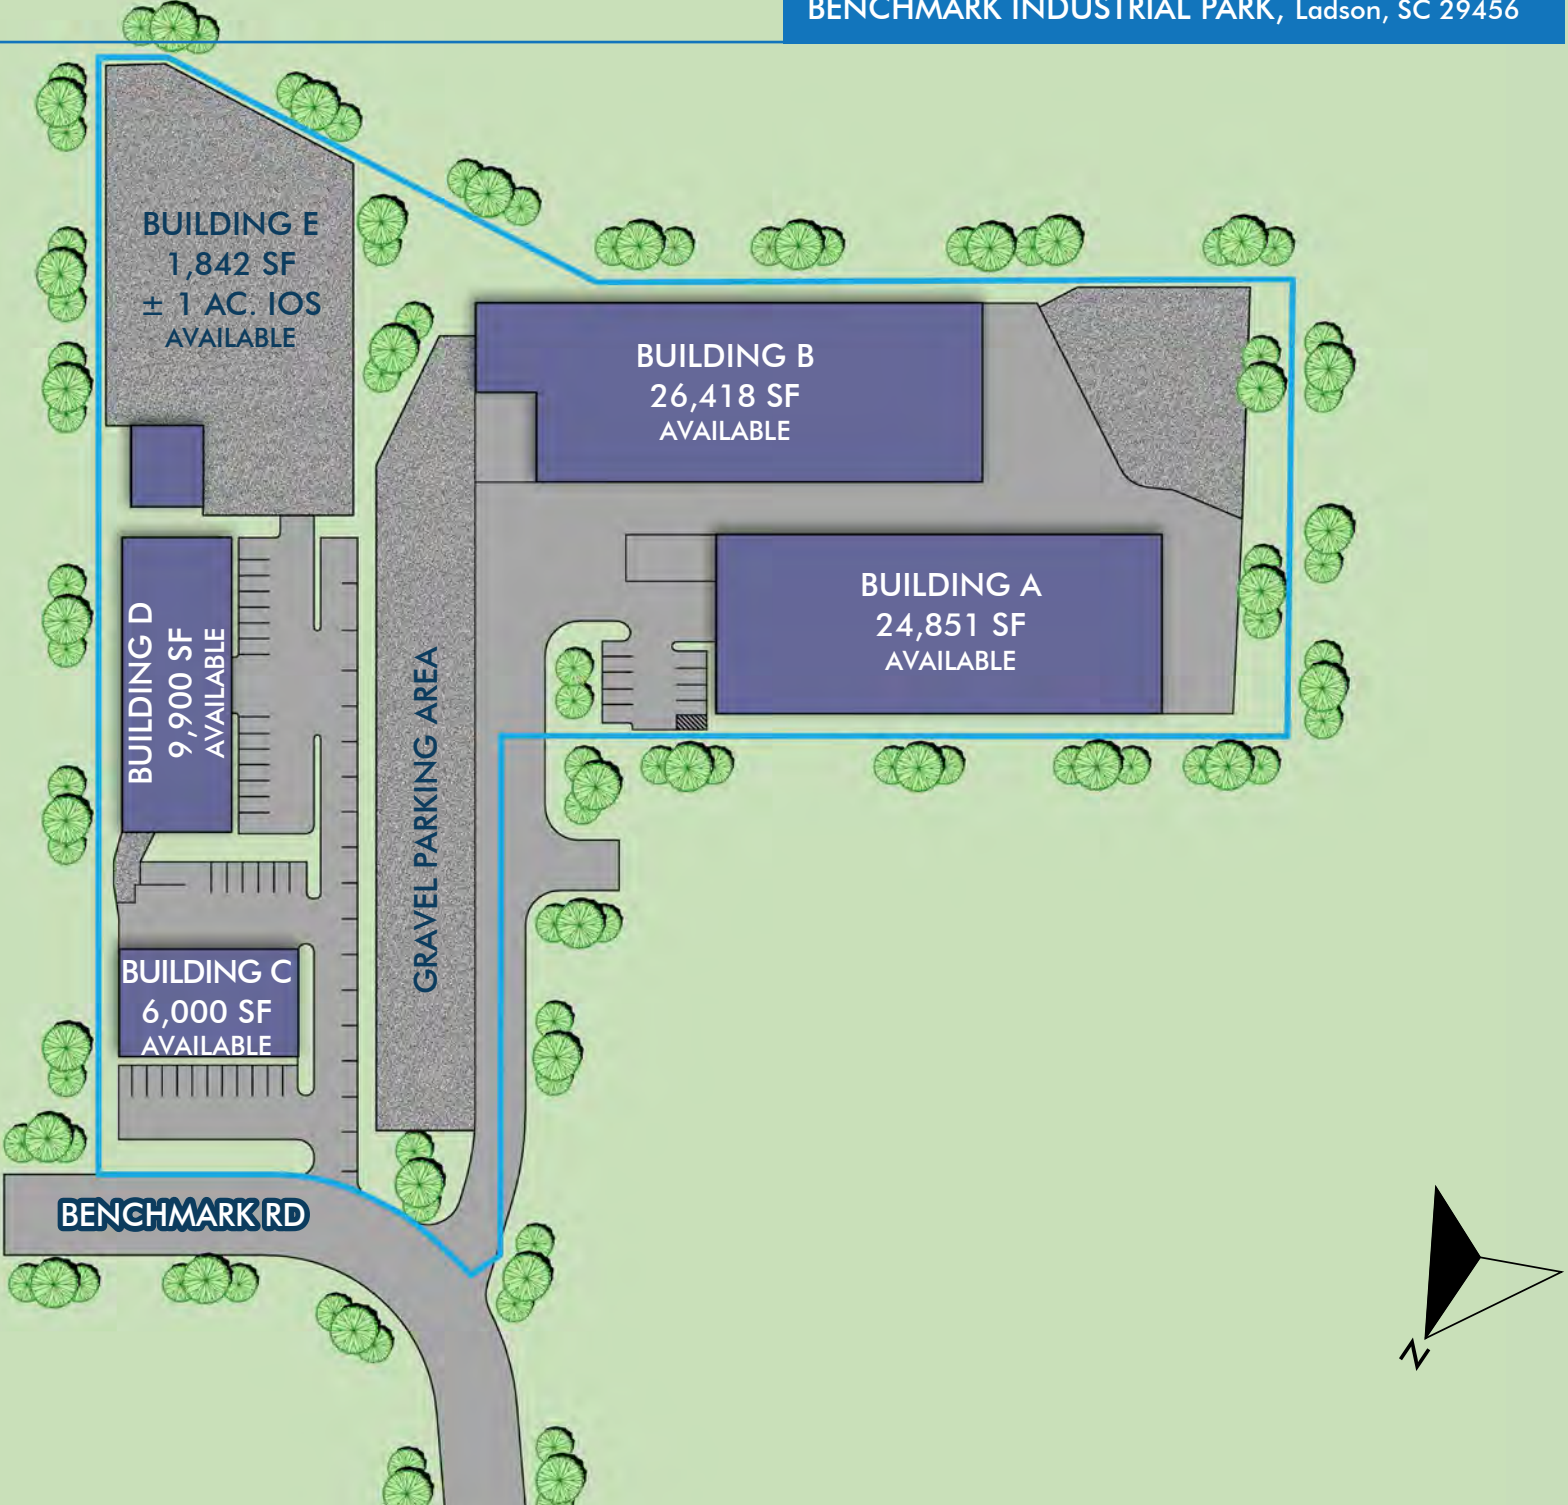 BENCHMARK INDUSTRIAL PARK, Ladson, SC 29456
BUILDING E
1,842 SF
± 1 AC. IOS
AVAILABLE
BUILDING B
26,418 SF
AVAILABLE
BUILDING A
24,851 SF
AVAILABLE
BUILDING D
9,900 SF
AVAILABLE
GRAVEL PARKING AREA
BUILDING C
6,000 SF
AVAILABLE
BENCHMARK RD
N